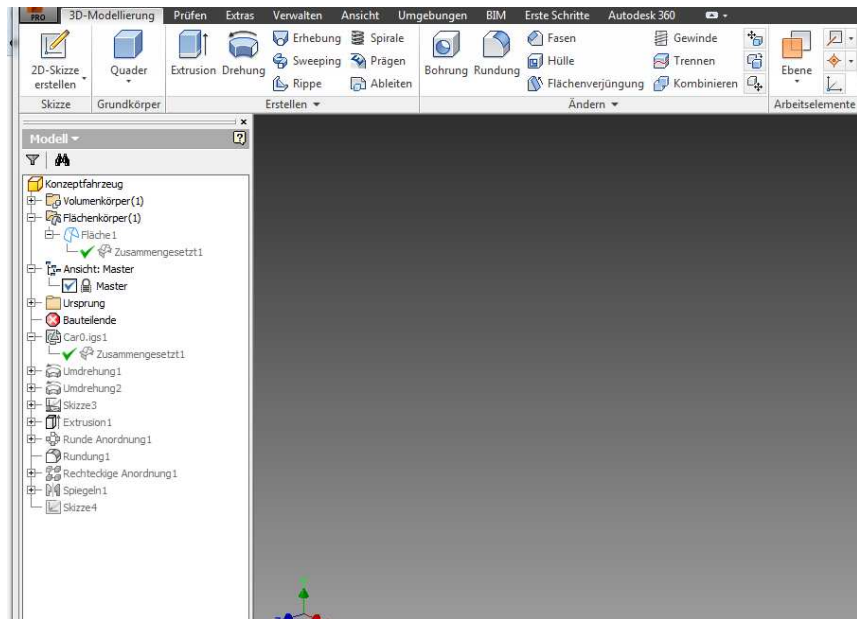 PRO 3D-Modellierung Prüfen Extras Verwalten Ansicht Umgebungen BIM Erste Schritte Autodesk 360
2D-Skizze erstellen
Quader
Extrusion
Drehung
Erhebung
Sweeping
Rippe
Spirale
Prägen
Ableiten
Bohrung
Rundung
Fasen
Hülle
Flächenverjüngung
Gewinde
Trennen
Kombinieren
Ebene
Skizze Grundkörper Erstellen Ändern Arbeitselemente
Modell
Konzeptfahrzeug
Volumenkörper(1)
Flächenkörper(1)
Fläche1
Zusammengesetzt1
Ansicht: Master
Master
Ursprung
Bauteilende
Car0.igs1
Zusammengesetzt1
Umdrehung1
Umdrehung2
Skizze3
Extrusion1
Runde Anordnung1
Rundung1
Rechteckige Anordnung1
Spiegeln1
Skizze4